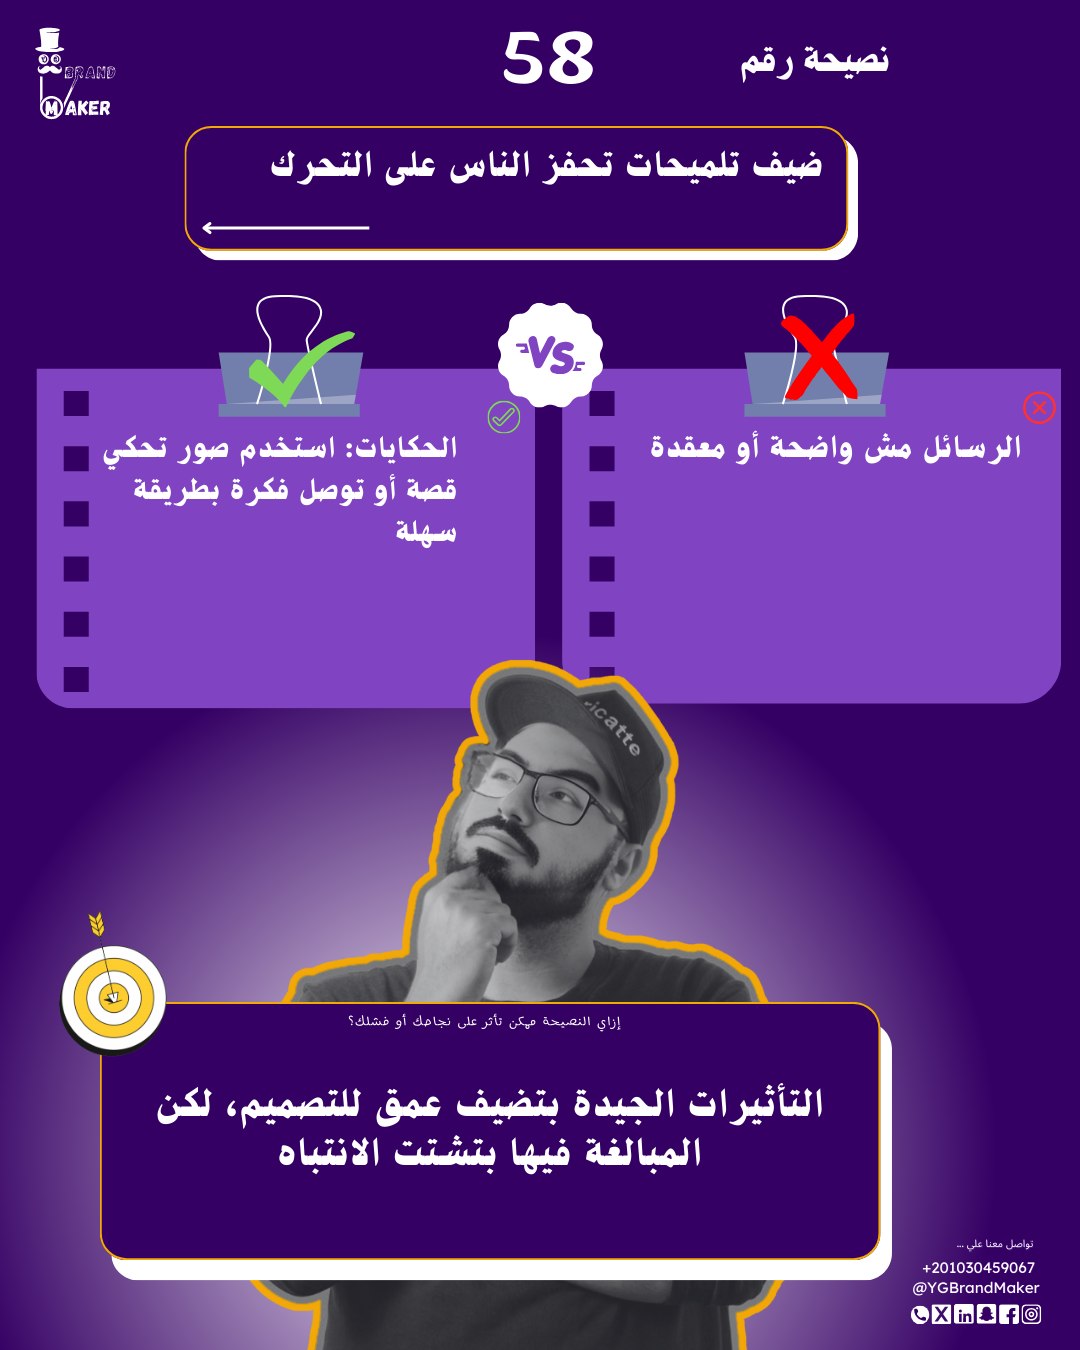 نصيحة رقم 58
BRAND
MAKER
ضيف تلميحات تحفز الناس على التحرك
VS
الرسائل مش واضحة أو معقدة
الحكايات: استخدم صور تحكي
قصة أو توصل فكرة بطريقة
سهلة
icatte
إزاي النصيحة ممكن تأثر على نجاحك أو فشلك؟
التأثيرات الجيدة بتضيف عمق للتصميم، لكن
المبالغة فيها بتشتت الانتباه
تواصل معنا علي ...
+201030459067
@YGBrandMaker